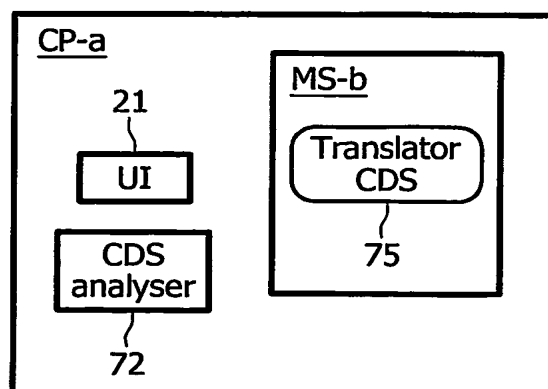 CP-a
MS-b
21
UI
Translator
CDS
75
CDS
analyser
72